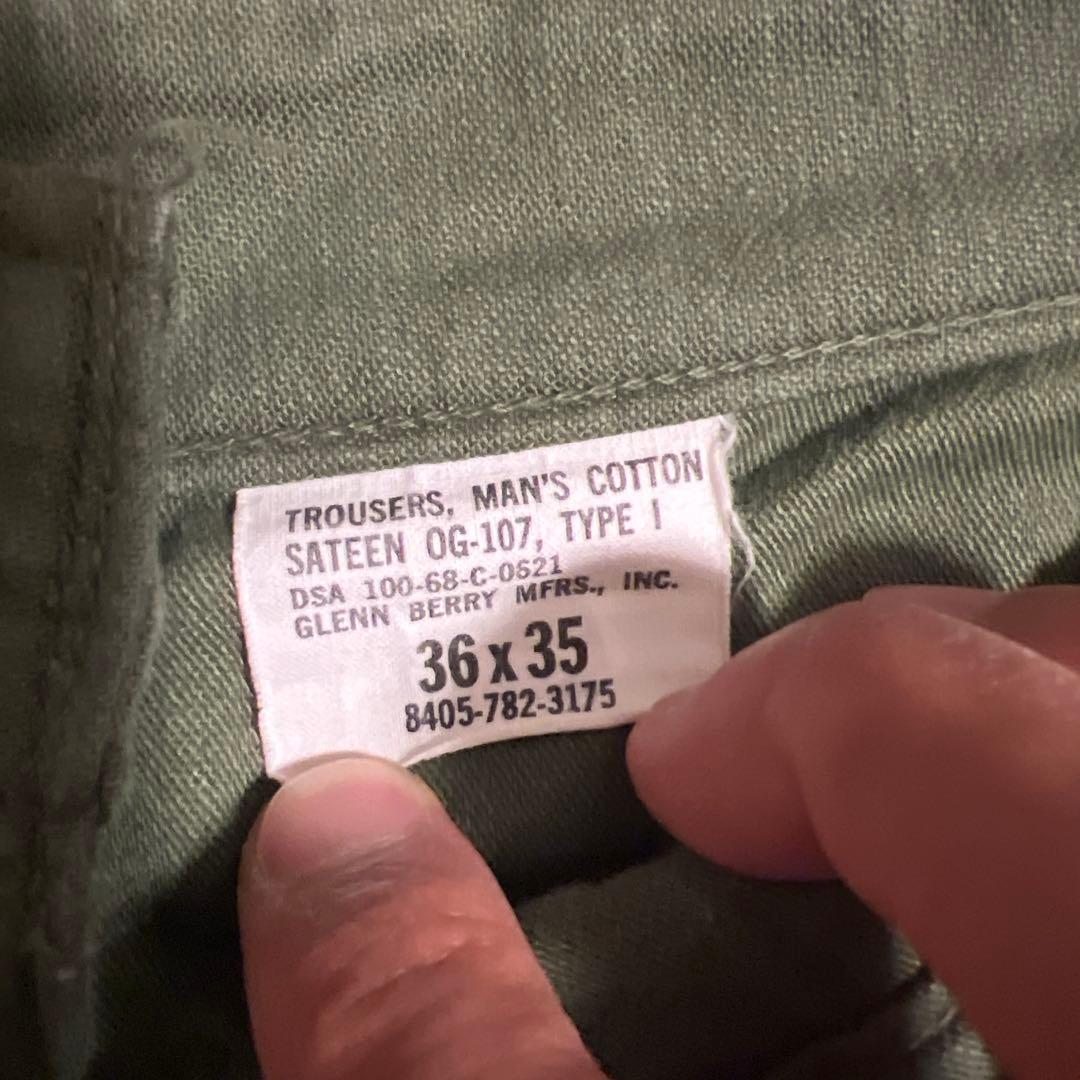 TROUSERS, MAN'S COTTON
SATEEN OG-107, TYPE I
DSA 100-68-C-0621
GLENN BERRY MFRS., INC.
36 x 35
8405-782-3175